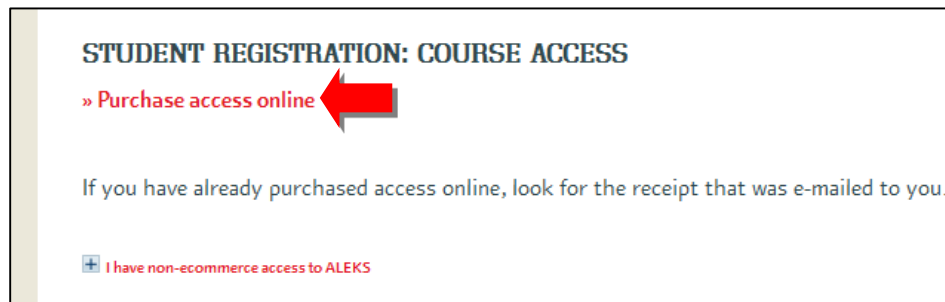 STUDENT REGISTRATION: COURSE ACCESS
» Purchase access online
If you have already purchased access online, look for the receipt that was e-mailed to you.
I have non-ecommerce access to ALEKS